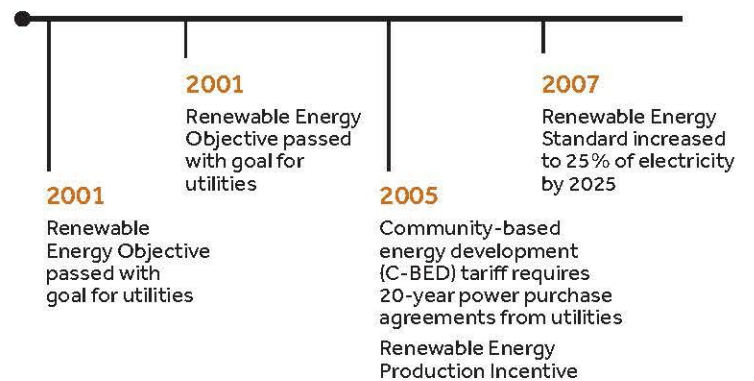 2001
Renewable
Energy Objective
passed with
goal for utilities
2001
Renewable Energy
Objective passed
with goal for
utilities
2005
Community-based
energy development
(C-BED) tariff requires
20-year power purchase
agreements from utilities
Renewable Energy
Production Incentive
2007
Renewable Energy
Standard increased
to 25% of electricity
by 2025